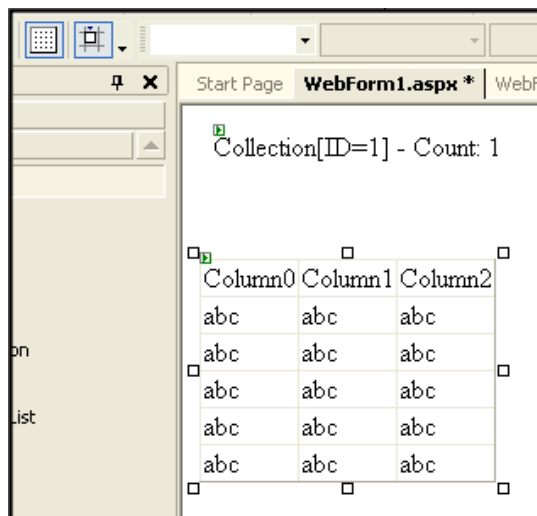 Start Page WebForm1.aspx * WebF
Collection[ID=1] - Count: 1
Column0 Column1 Column2
abc abc abc
abc abc abc
on
abc abc abc
abc abc abc
List
abc abc abc